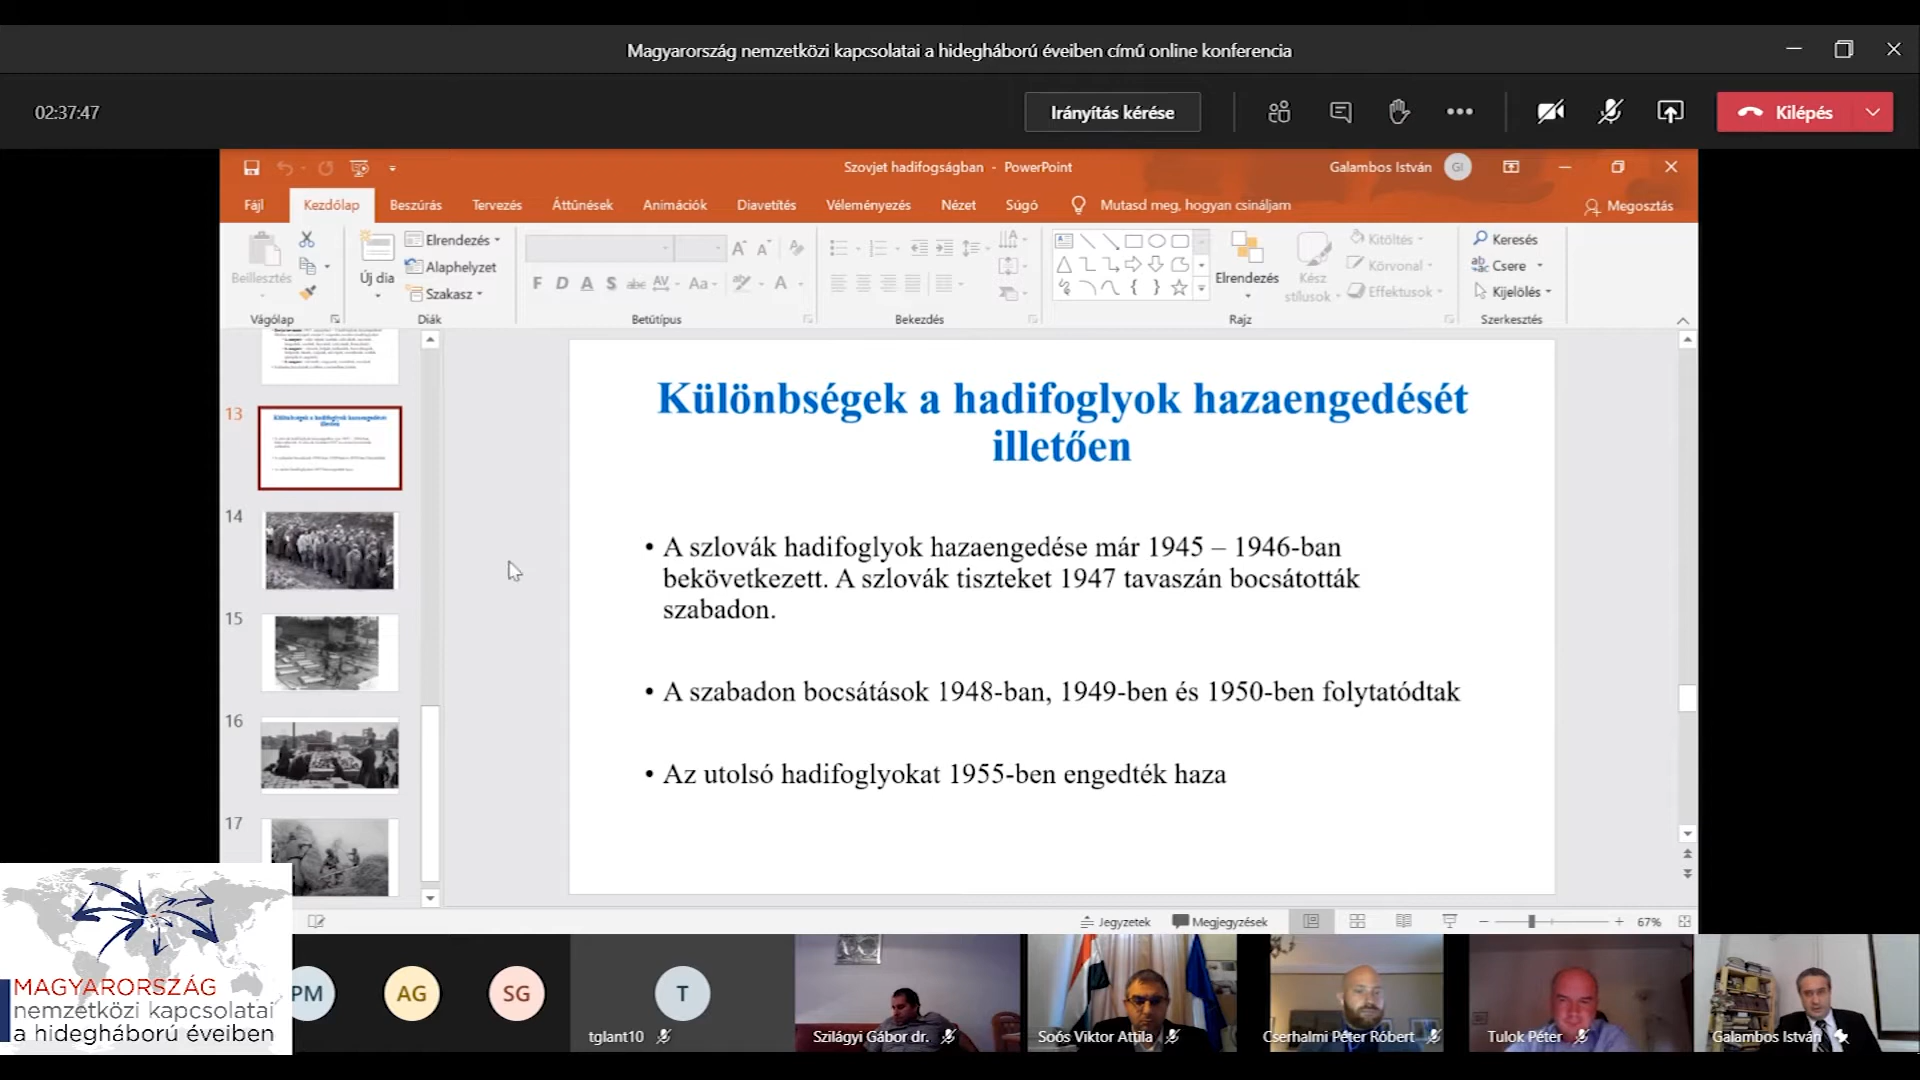 Magyarország nemzetközi kapcsolatai a hidegháború éveiben című online konferencia
02:37:47
Irányítás kérése
Kilépés
Szovjet hadifogságban - PowerPoint
Galambos István
GI
Fájl
Kezdőlap
Beszúrás
Tervezés
Áttűnések
Animációk
Diavetítés
Véleményezés
Nézet
Súgó
Mutasd meg, hogyan csináljam
Megosztás
Beillesztés
Vágólap
Új dia
Elrendezés
Alaphelyzet
Szakasz
Diák
F D A S abc AV Aa A
Betűtípus
Bekezdés
Elrendezés
Kész
stílusok
Kitöltés
Körvonal
Effektusok
Rajz
Keresés
Csere
Kijelölés
Szerkesztés
13
14
15
16
17
Különbségek a hadifoglyok hazaengedését
illetően
• A szlovák hadifoglyok hazaengedése már 1945 – 1946-ban
bekövetkezett. A szlovák tiszteket 1947 tavaszán bocsátották
szabadon.
• A szabadon bocsátások 1948-ban, 1949-ben és 1950-ben folytatódtak
• Az utolsó hadifoglyokat 1955-ben engedték haza
Jegyzetek
Megjegyzések
67%
MAGYARORSZÁG
nemzetközi kapcsolatai
a hidegháború éveiben
PM
AG
SG
T
tglant10
Szilágyi Gábor dr.
Soós Viktor Attila
Cserhalmi Péter Róbert
Tulok Péter
Galambos István